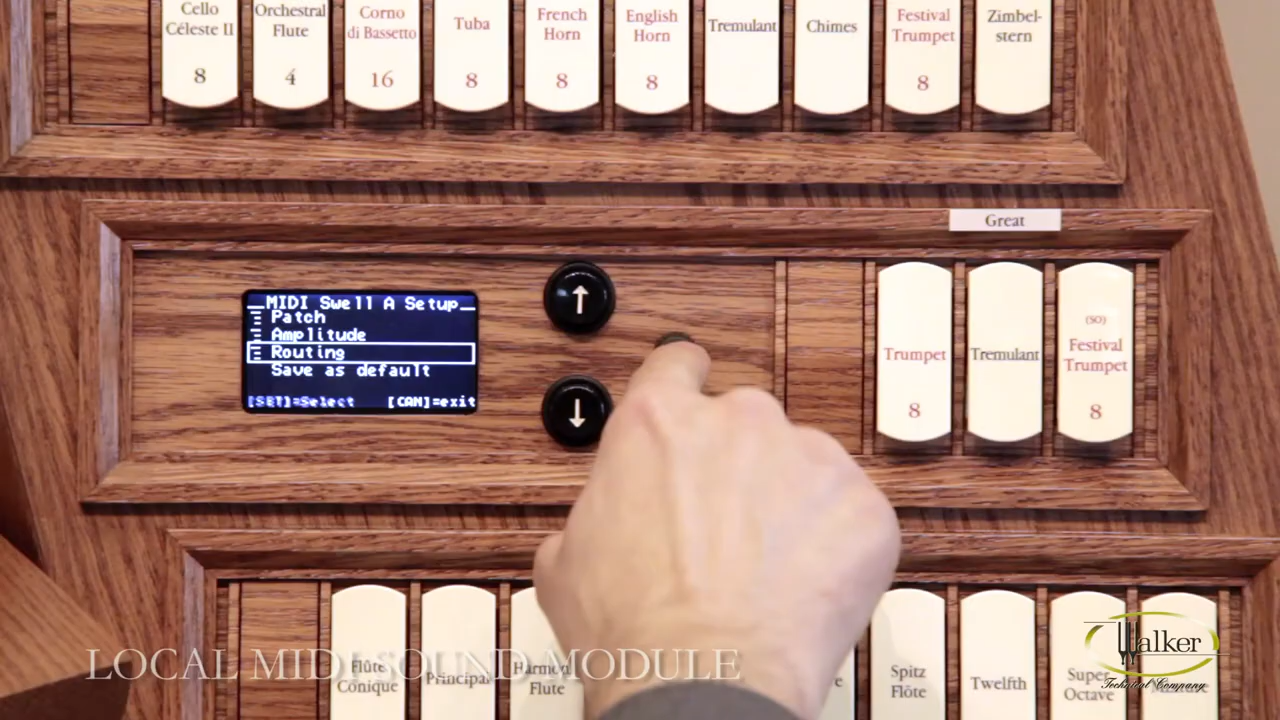 Cello
Céleste II
8
Orchestral
Flute
4
Corno
di Bassetto
16
Tuba
8
French
Horn
8
English
Horn
8
Tremulant
Chimes
Festival
Trumpet
8
Zimbel-
stern
Great
MIDI Swell A Setup
Patch
Amplitude
Routing
Save as default
[SET]=Select [CAN]=exit
↑
↓
Trumpet
8
Tremulant
(SO)
Festival
Trumpet
8
Flûte
Conique
Principal
Harmon
Flute
Spitz
Flöte
Twelfth
Super
Octave
LOCAL MIDI SOUND MODULE
Walker
Technical Company